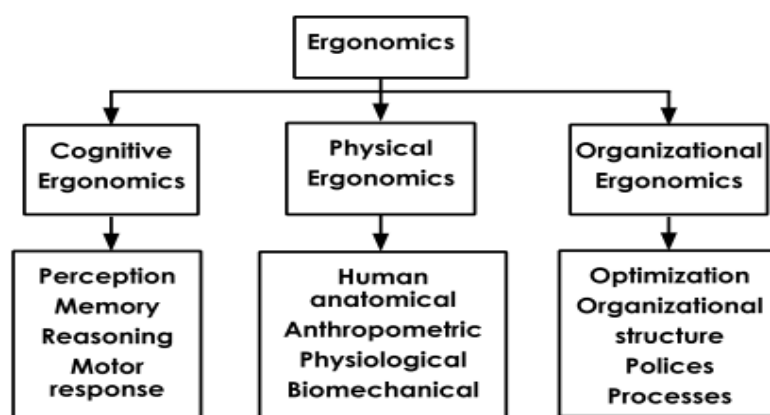 Ergonomics
Cognitive
Ergonomics
Physical
Ergonomics
Organizational
Ergonomics
Perception
Memory
Reasoning
Motor
response
Human
anatomical
Anthropometric
Physiological
Biomechanical
Optimization
Organizational
structure
Polices
Processes